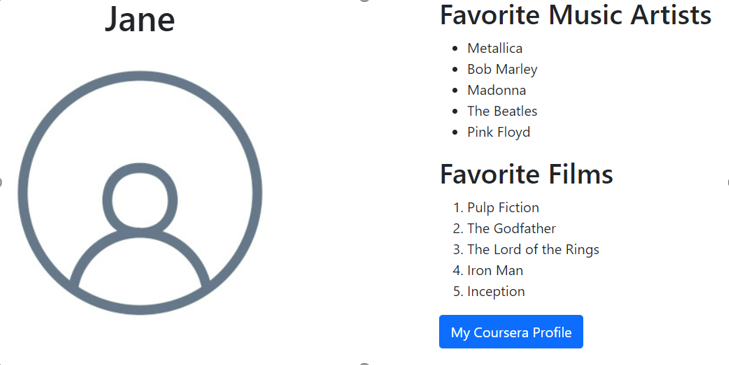 Jane
Favorite Music Artists
• Metallica
• Bob Marley
• Madonna
• The Beatles
• Pink Floyd
Favorite Films
1. Pulp Fiction
2. The Godfather
3. The Lord of the Rings
4. Iron Man
5. Inception
My Coursera Profile